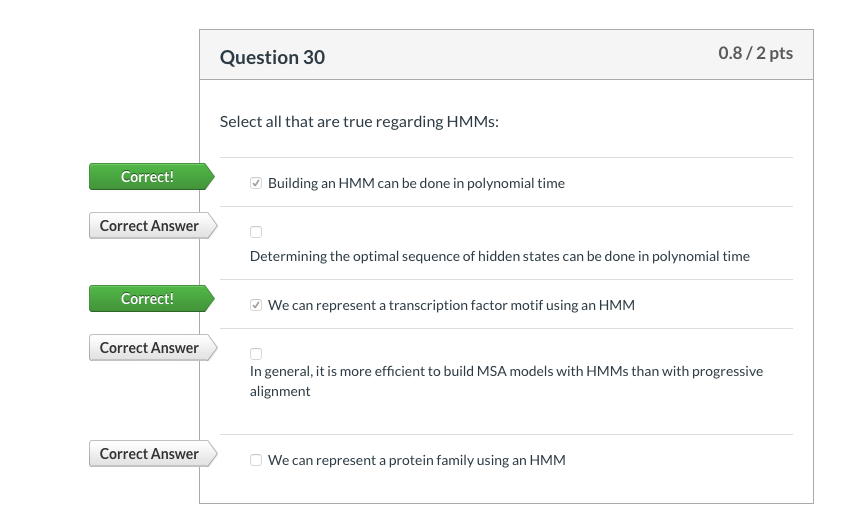 Question 30
0.8 / 2 pts
Select all that are true regarding HMMs:
Correct!
Building an HMM can be done in polynomial time
Correct Answer
Determining the optimal sequence of hidden states can be done in polynomial time
Correct!
We can represent a transcription factor motif using an HMM
Correct Answer
In general, it is more efficient to build MSA models with HMMs than with progressive
alignment
Correct Answer
We can represent a protein family using an HMM